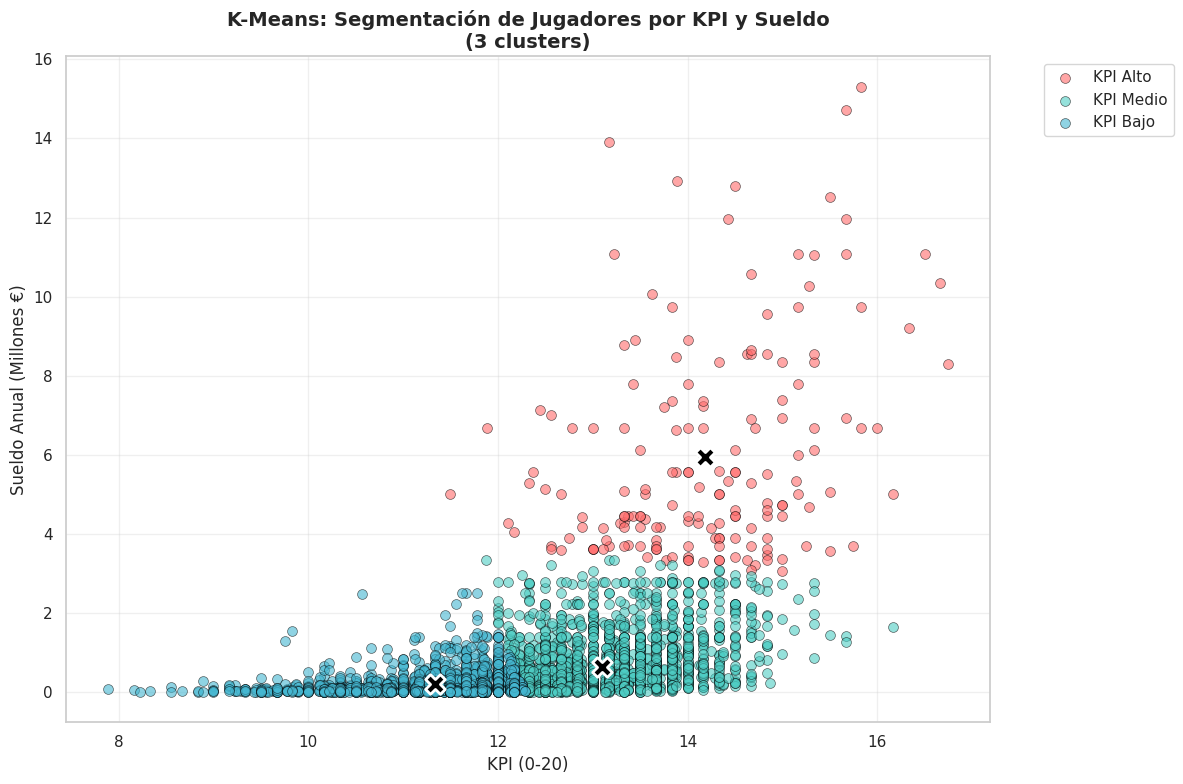 K-Means: Segmentación de Jugadores por KPI y Sueldo
(3 clusters)
KPI Alto
KPI Medio
KPI Bajo
Sueldo Anual (Millones €)
16
14
12
10
8
6
4
2
0
8
10
12
14
16
KPI (0-20)